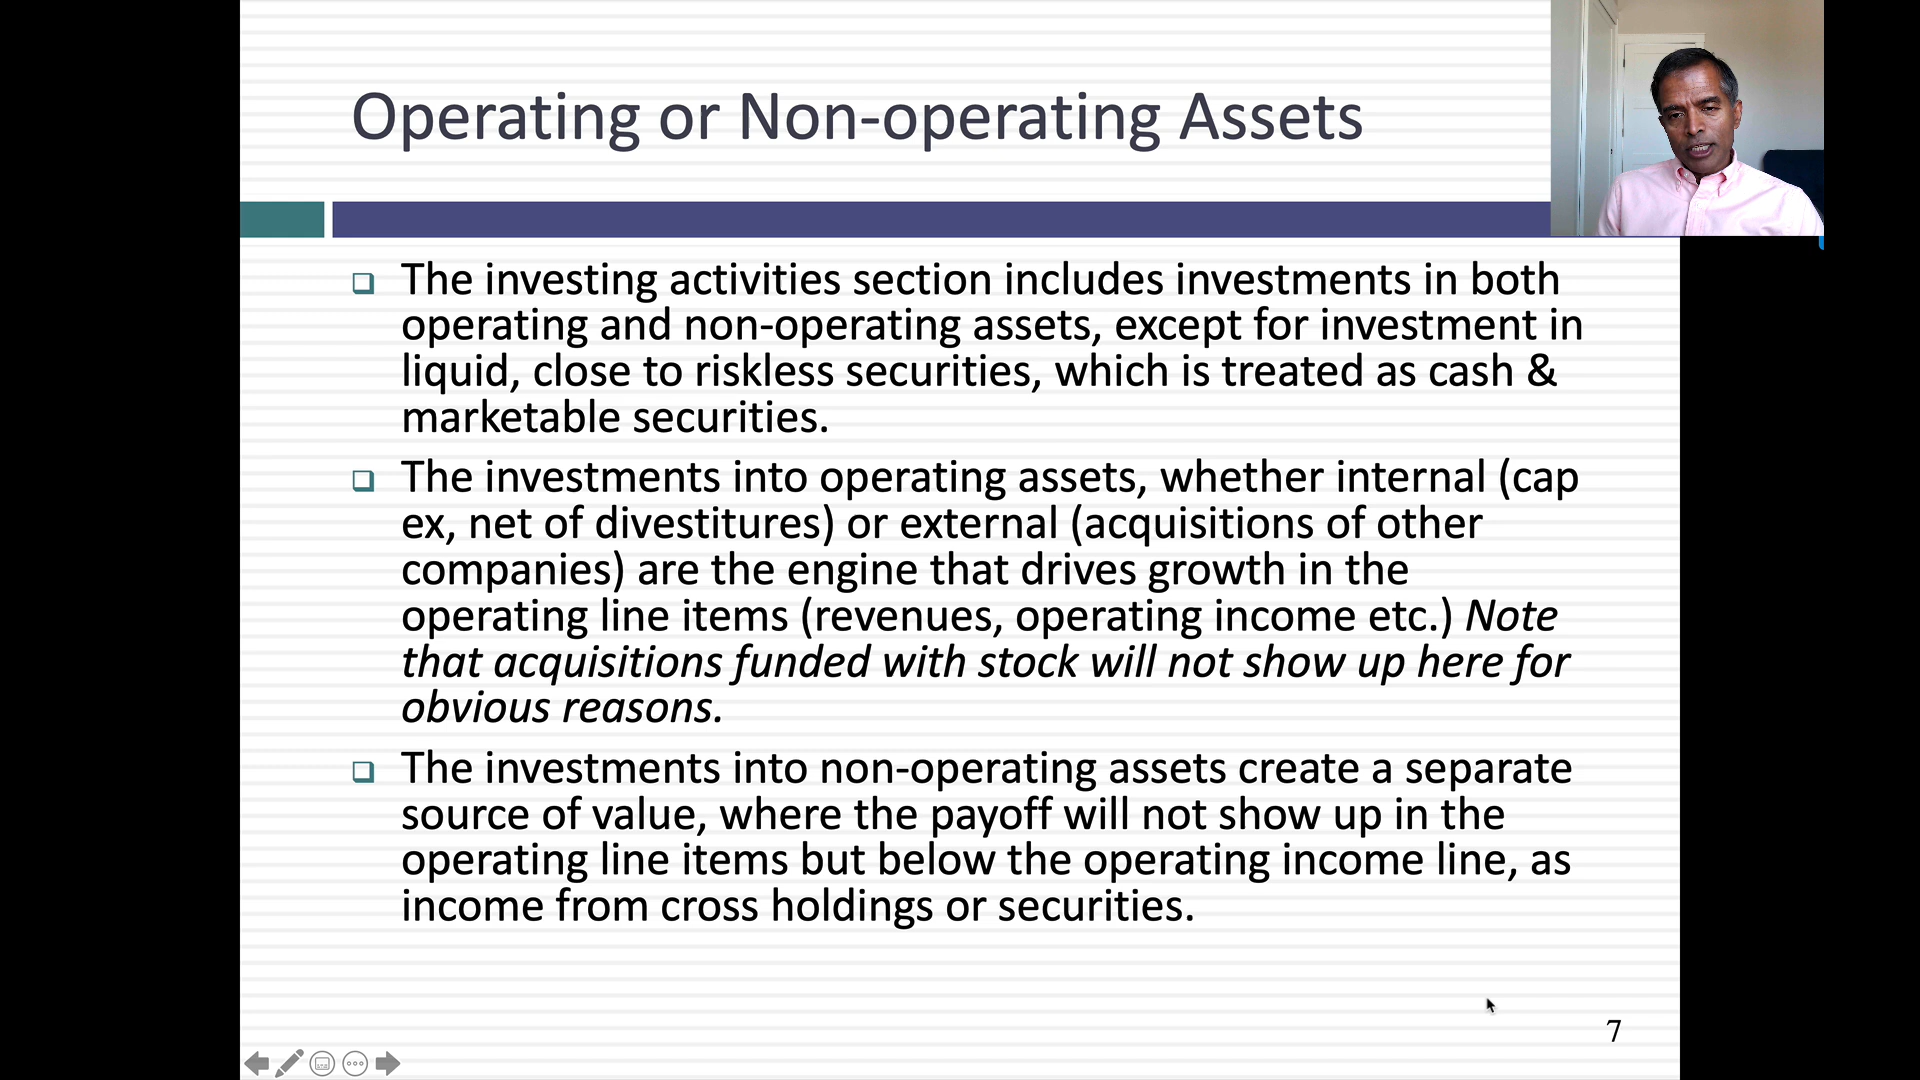 Operating or Non-operating Assets
The investing activities section includes investments in both
operating and non-operating assets, except for investment in
liquid, close to riskless securities, which is treated as cash &
marketable securities.
The investments into operating assets, whether internal (cap
ex, net of divestitures) or external (acquisitions of other
companies) are the engine that drives growth in the
operating line items (revenues, operating income etc.) Note
that acquisitions funded with stock will not show up here for
obvious reasons.
The investments into non-operating assets create a separate
source of value, where the payoff will not show up in the
operating line items but below the operating income line, as
income from cross holdings or securities.
7